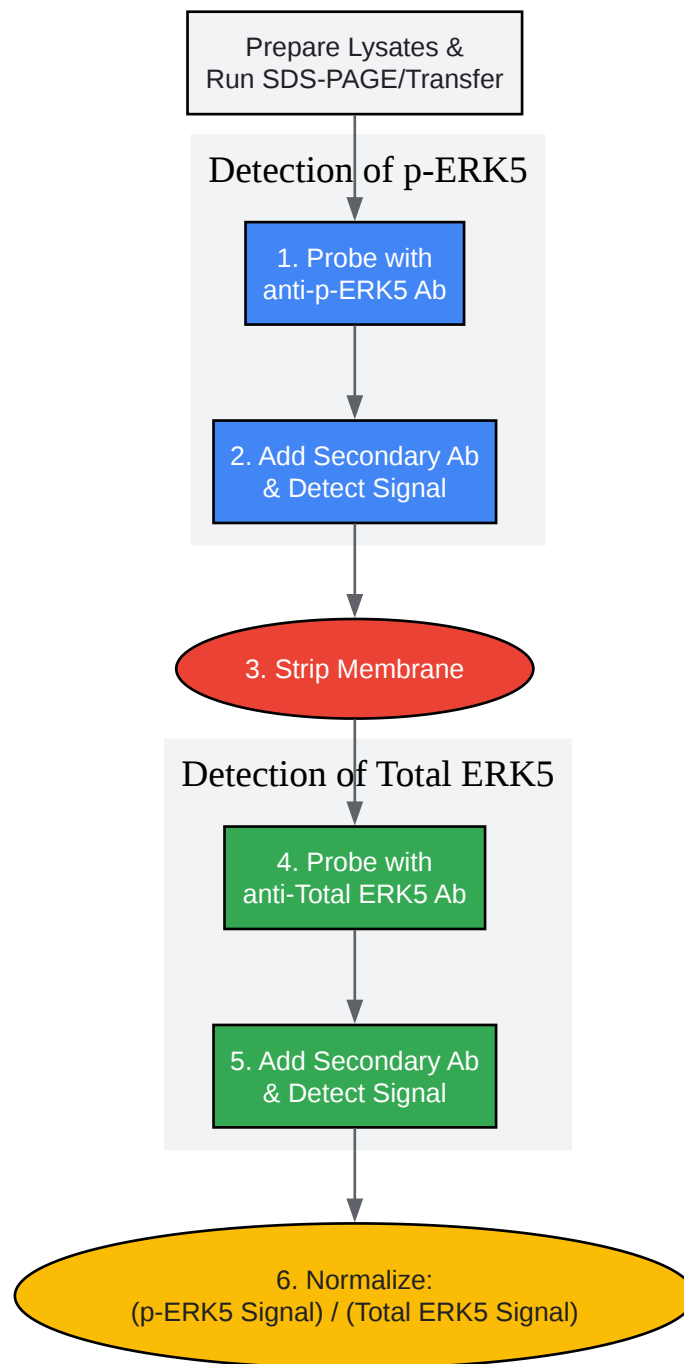 Prepare Lysates &
Run SDS-PAGE/Transfer
Detection of p-ERK5
1. Probe with
anti-p-ERK5 Ab
2. Add Secondary Ab
& Detect Signal
3. Strip Membrane
Detection of Total ERK5
4. Probe with
anti-Total ERK5 Ab
5. Add Secondary Ab
& Detect Signal
6. Normalize:
(p-ERK5 Signal) / (Total ERK5 Signal)